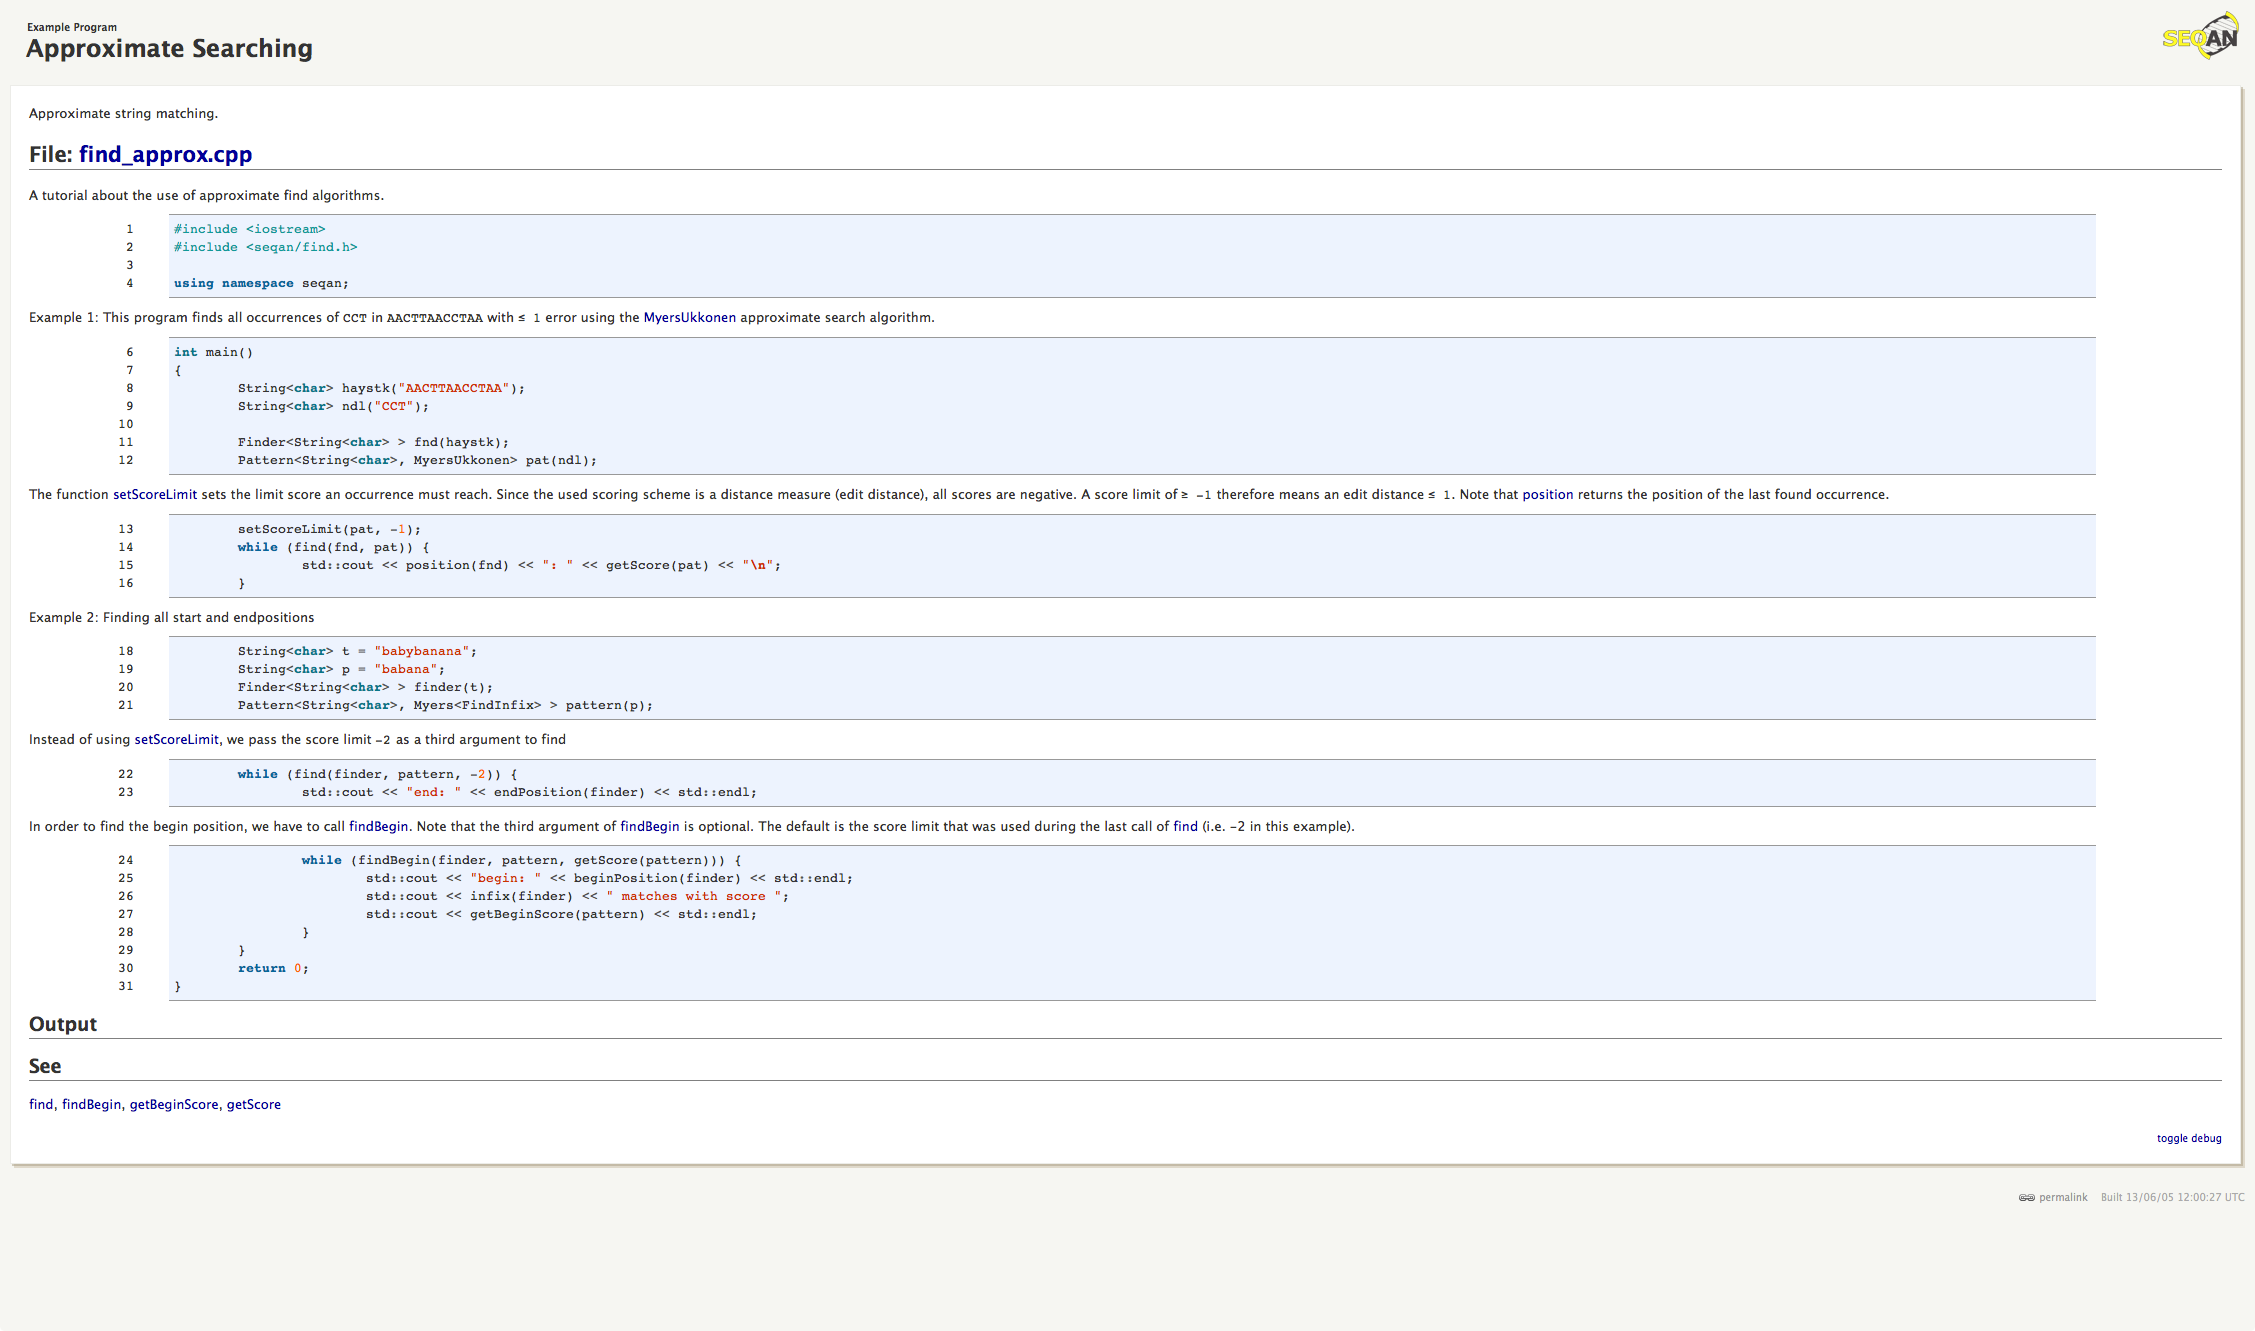 Example Program
Approximate Searching
SEQAN
Approximate string matching.
File: find_approx.cpp
A tutorial about the use of approximate find algorithms.
1 #include <iostream>
2 #include <seqan/find.h>
3
4 using namespace seqan;
Example 1: This program finds all occurrences of CCT in AACTTAACCTAA with ≤ 1 error using the MyersUkkonen approximate search algorithm.
6 int main()
7 {
8 String<char> haystk("AACTTAACCTAA");
9 String<char> ndl("CCT");
10
11 Finder<String<char> > fnd(haystk);
12 Pattern<String<char>, MyersUkkonen> pat(ndl);
The function setScoreLimit sets the limit score an occurrence must reach. Since the used scoring scheme is a distance measure (edit distance), all scores are negative. A score limit of ≥ -1 therefore means an edit distance ≤ 1. Note that position returns the position of the last found occurrence.
13 setScoreLimit(pat, -1);
14 while (find(fnd, pat)) {
15 std::cout << position(fnd) << ": " << getScore(pat) << "\n";
16 }
Example 2: Finding all start and endpositions
18 String<char> t = "babybanana";
19 String<char> p = "babana";
20 Finder<String<char> > finder(t);
21 Pattern<String<char>, Myers<FindInfix> > pattern(p);
Instead of using setScoreLimit, we pass the score limit -2 as a third argument to find
22 while (find(finder, pattern, -2)) {
23 std::cout << "end: " << endPosition(finder) << std::endl;
In order to find the begin position, we have to call findBegin. Note that the third argument of findBegin is optional. The default is the score limit that was used during the last call of find (i.e. -2 in this example).
24 while (findBegin(finder, pattern, getScore(pattern))) {
25 std::cout << "begin: " << beginPosition(finder) << std::endl;
26 std::cout << infix(finder) << " matches with score ";
27 std::cout << getBeginScore(pattern) << std::endl;
28 }
29 }
30 return 0;
31 }
Output
See
find, findBegin, getBeginScore, getScore
toggle debug
permalink Built 13/06/05 12:00:27 UTC